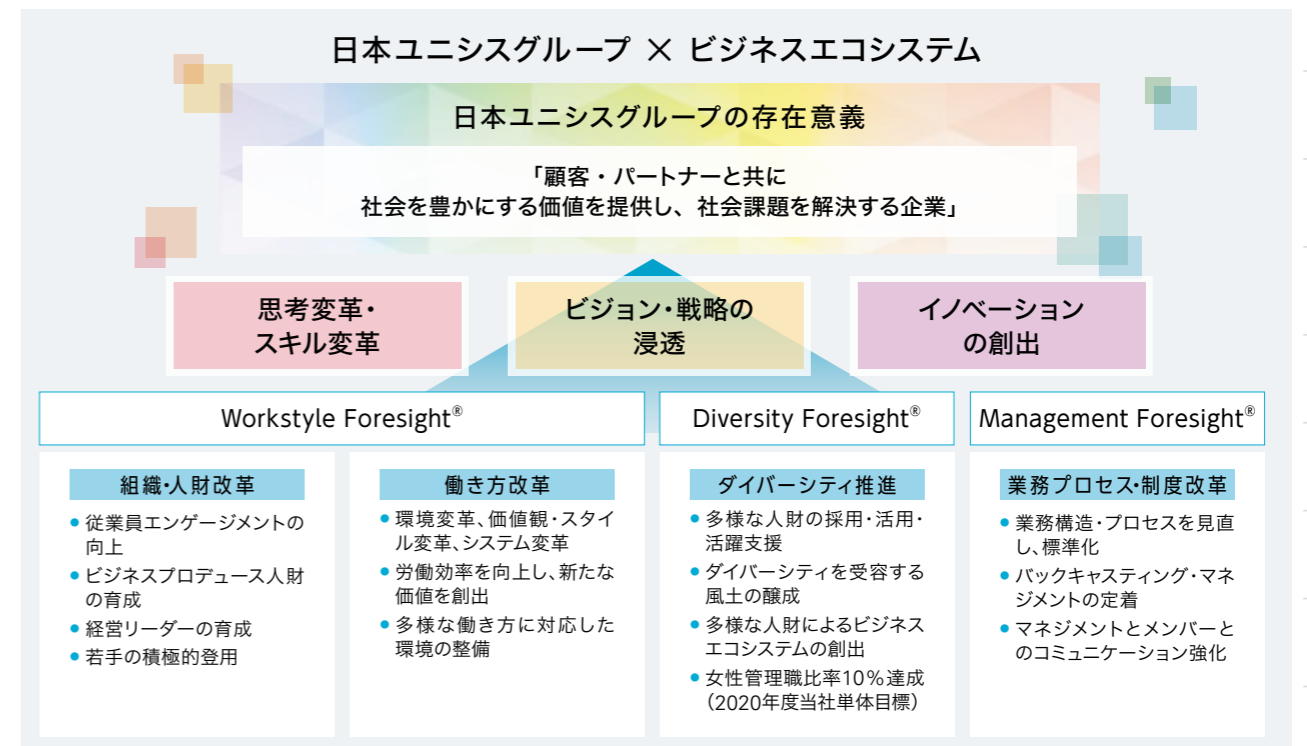 日本ユニシスグループ × ビジネスエコシステム
日本ユニシスグループの存在意義
「顧客・パートナーと共に
社会を豊かにする価値を提供し、社会課題を解決する企業」
思考変革・
スキル変革
ビジョン・戦略の
浸透
イノベーション
の創出
Workstyle Foresight®
組織・人財改革
● 従業員エンゲージメントの
向上
● ビジネスプロデュース人財
の育成
● 経営リーダーの育成
● 若手の積極的登用
働き方改革
● 環境変革、価値観・スタイ
ル変革、システム変革
● 労働効率を向上し、新たな
価値を創出
● 多様な働き方に対応した
環境の整備
Diversity Foresight®
ダイバーシティ推進
● 多様な人財の採用・活用・
活躍支援
● ダイバーシティを受容する
風土の醸成
● 多様な人財によるビジネス
エコシステムの創出
● 女性管理職比率10％達成
（2020年度当社単体目標）
Management Foresight®
業務プロセス・制度改革
● 業務構造・プロセスを見直
し、標準化
● バックキャスティング・マネ
ジメントの定着
● マネジメントとメンバーと
のコミュニケーション強化